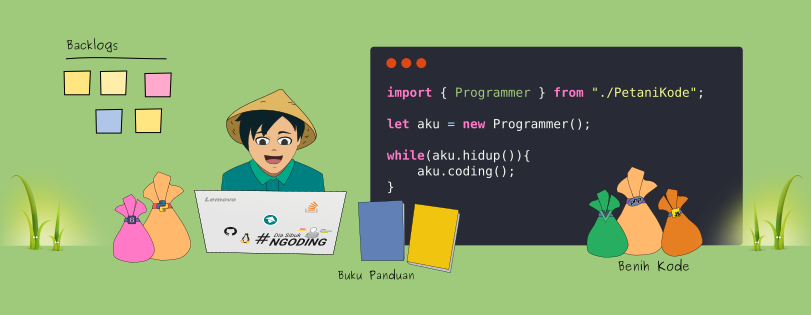 Backlogs
import { Programmer } from "./PetaniKode";
let aku = new Programmer();
while(aku.hidup()){
aku.coding();
}
Lemovo
Dia Sibuk
#NGODING
Buku Panduan
Benih Kode